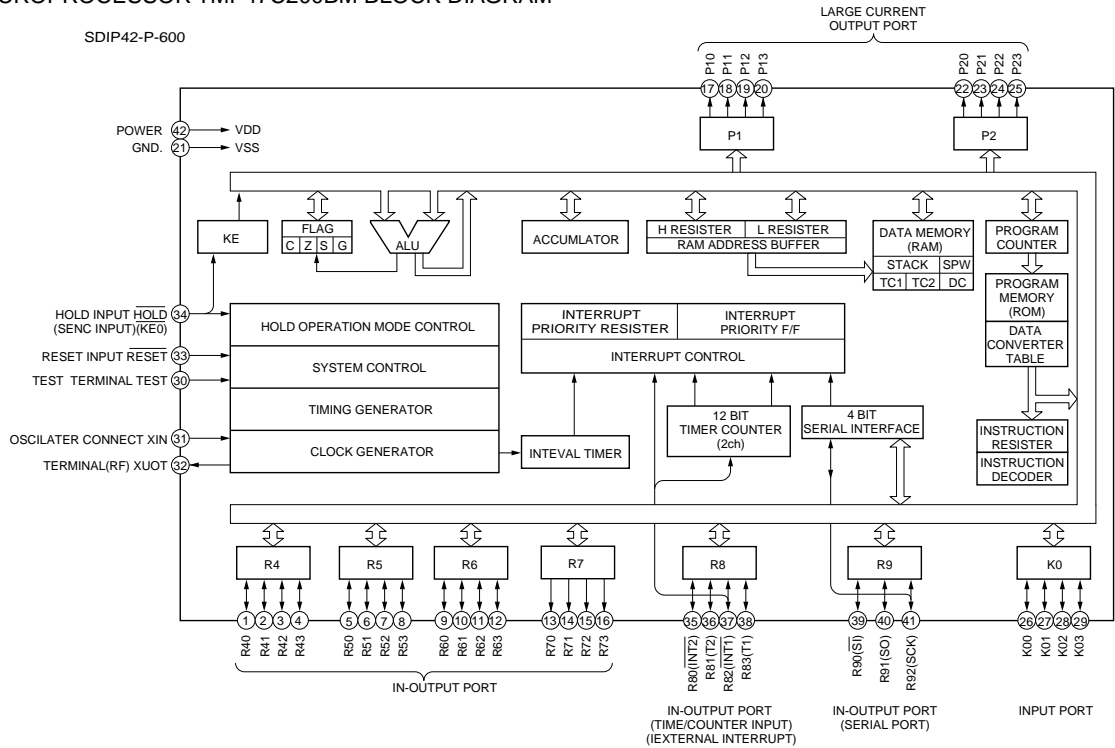 SDIP42-P-600
LARGE CURRENT
OUTPUT PORT
P10
P11
P12
P13
P20
P21
P22
P23
17
18
19
20
22
23
24
25
POWER 42 VDD
GND. 21 VSS
P1
P2
KE
FLAG
C Z S G
ALU
ACCUMLATOR
H RESISTER L RESISTER
RAM ADDRESS BUFFER
DATA MEMORY
(RAM)
STACK SPW
TC1 TC2 DC
PROGRAM
COUNTER
PROGRAM
MEMORY
(ROM)
DATA
CONVERTER
TABLE
INSTRUCTION
RESISTER
INSTRUCTION
DECODER
HOLD INPUT HOLD 34
(SENC INPUT)(KE0)
RESET INPUT RESET 33
TEST TERMINAL TEST 30
OSCILATER CONNECT XIN 31
TERMINAL(RF) XUOT 32
HOLD OPERATION MODE CONTROL
SYSTEM CONTROL
TIMING GENERATOR
CLOCK GENERATOR
INTERRUPT
PRIORITY RESISTER
INTERRUPT
PRIORITY F/F
INTERRUPT CONTROL
INTEVAL TIMER
12 BIT
TIMER COUNTER
(2ch)
4 BIT
SERIAL INTERFACE
R4
R5
R6
R7
R8
R9
K0
1
2
3
4
5
6
7
8
9
10
11
12
13
14
15
16
35
36
37
38
39
40
41
26
27
28
29
R40
R41
R42
R43
R50
R51
R52
R53
R60
R61
R62
R63
R70
R71
R72
R73
R80(INT2)
R81(T2)
R82(INT1)
R83(T1)
R90(SI)
R91(SO)
R92(SCK)
K00
K01
K02
K03
IN-OUTPUT PORT
IN-OUTPUT PORT
(TIME/COUNTER INPUT)
(IEXTERNAL INTERRUPT)
IN-OUTPUT PORT
(SERIAL PORT)
INPUT PORT